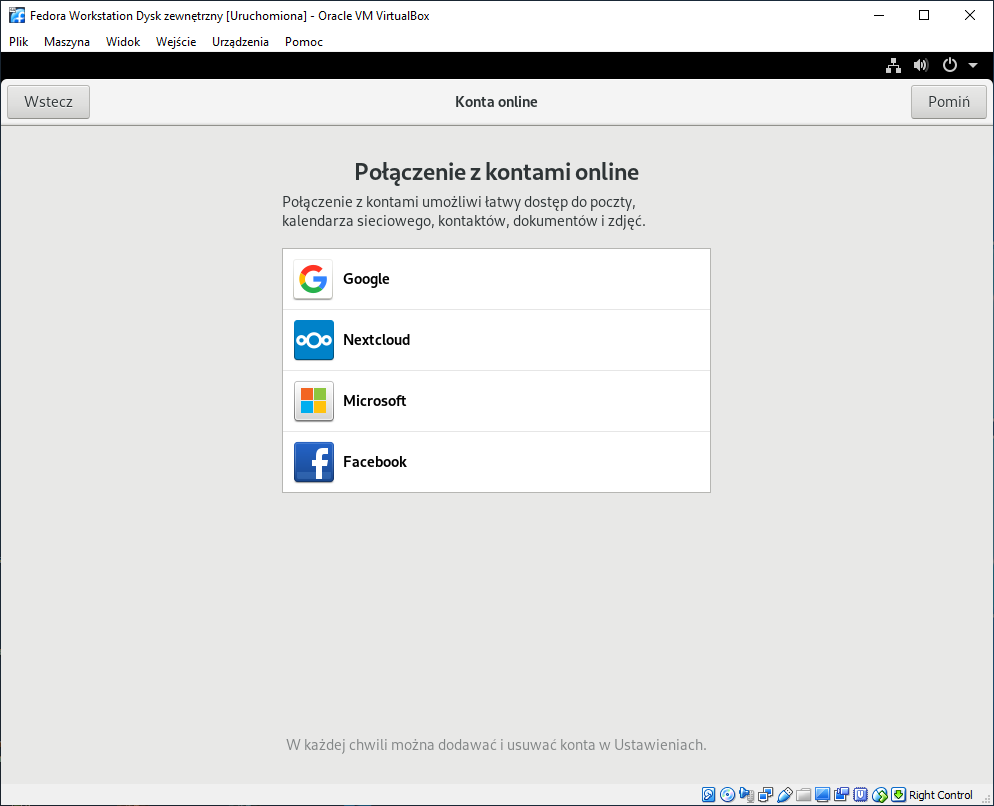 Fedora Workstation Dysk zewnętrzny [Uruchomiona] - Oracle VM VirtualBox
Plik Maszyna Widok Wejście Urządzenia Pomoc
Wstecz Konta online Pomiń
Połączenie z kontami online
Połączenie z kontami umożliwi łatwy dostęp do poczty,
kalendarza sieciowego, kontaktów, dokumentów i zdjęć.
Google
Nextcloud
Microsoft
Facebook
W każdej chwili można dodawać i usuwać konta w Ustawieniach.
Right Control